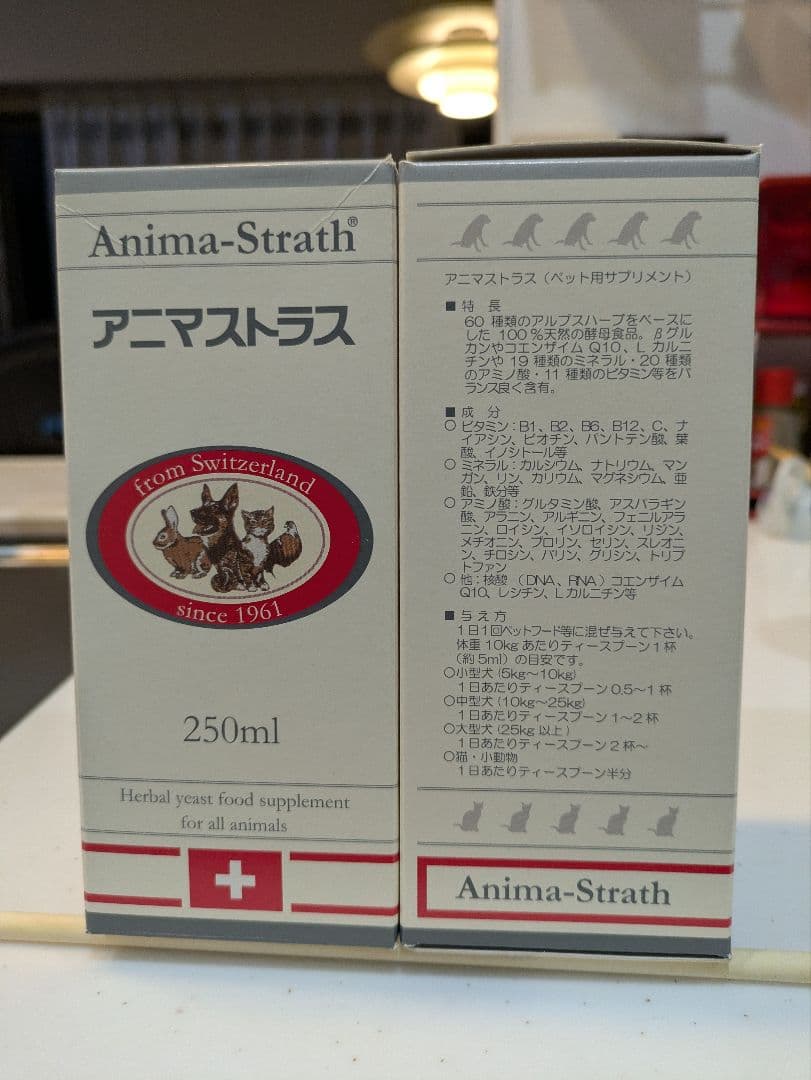 Anima-Strath®
アニマストラス
from Switzerland
since 1961
250ml
Herbal yeast food supplement
for all animals
アニマストラス（ペット用サプリメント）
■ 特 長
60 種類のアルプスハーブをベースに
した 100％天然の酵母食品。βグル
カンやコエンザイム Q10、L カルニ
チンや 19 種類のミネラル・20 種類
のアミノ酸・11 種類のビタミン等をバ
ランス良く含有。
■ 成 分
○ ビタミン：B1、B2、B6、B12、C、ナ
イアシン、ビオチン、パントテン酸、葉
酸、イノシトール等
○ ミネラル：カルシウム、ナトリウム、マン
ガン、リン、カリウム、マグネシウム、亜
鉛、鉄分等
○ アミノ酸：グルタミン酸、アスパラギン
酸、アラニン、アルギニン、フェニルアラ
ニン、ロイシン、イソロイシン、リジン、
メチオニン、プロリン、セリン、スレオニ
ン、チロシン、バリン、グリシン、トリプ
トファン
○ 他：核酸（DNA、RNA）コエンザイム
Q10、レシチン、Lカルニチン等
■ 与え方
1日1回ペットフード等に混ぜ与えて下さい。
体重10kgあたりティースプーン1杯
（約5ml）の目安です。
○小型犬(5kg～10kg)
1日あたりティースプーン0.5～1杯
○中型犬(10kg～25kg)
1日あたりティースプーン1～2杯
○大型犬(25kg以上)
1日あたりティースプーン2杯～
○猫・小動物
1日あたりティースプーン半分
Anima-Strath